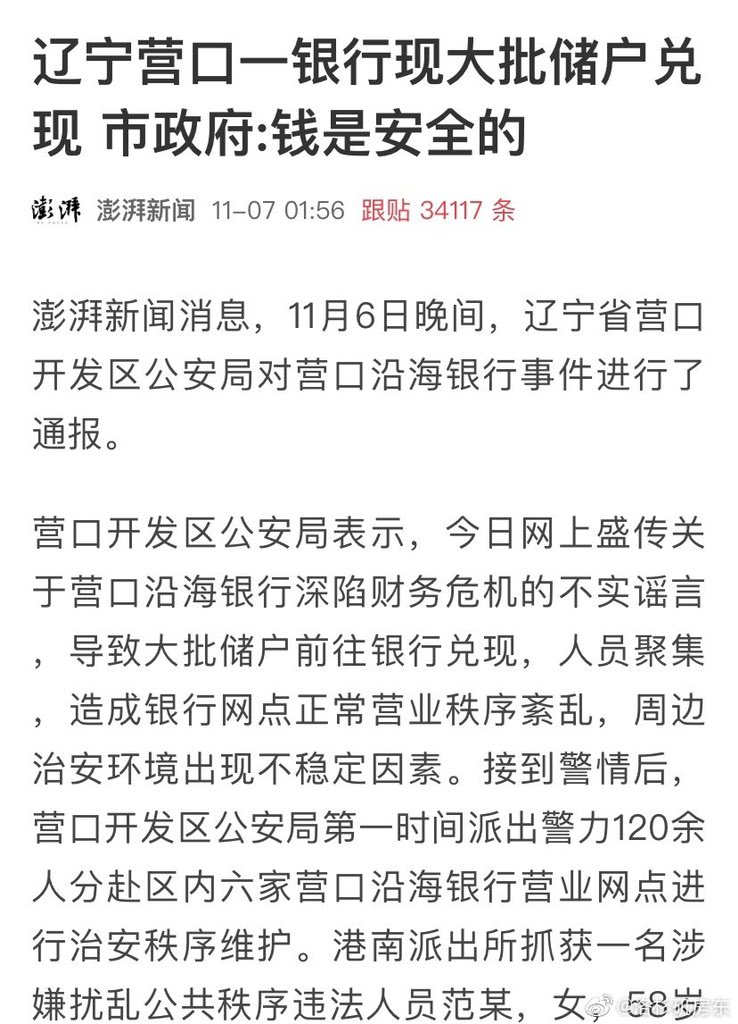 辽宁营口一银行现大批储户兑
现 市政府:钱是安全的
澎湃 澎湃新闻 11-07 01:56 跟贴 34117 条
澎湃新闻消息，11月6日晚间，辽宁省营口
开发区公安局对营口沿海银行事件进行了
通报。
营口开发区公安局表示，今日网上盛传关
于营口沿海银行深陷财务危机的不实谣言
，导致大批储户前往银行兑现，人员聚集
，造成银行网点正常营业秩序紊乱，周边
治安环境出现不稳定因素。接到警情后，
营口开发区公安局第一时间派出警力120余
人分赴区内六家营口沿海银行营业网点进
行治安秩序维护。港南派出所抓获一名涉
嫌扰乱公共秩序违法人员范某，女，58岁